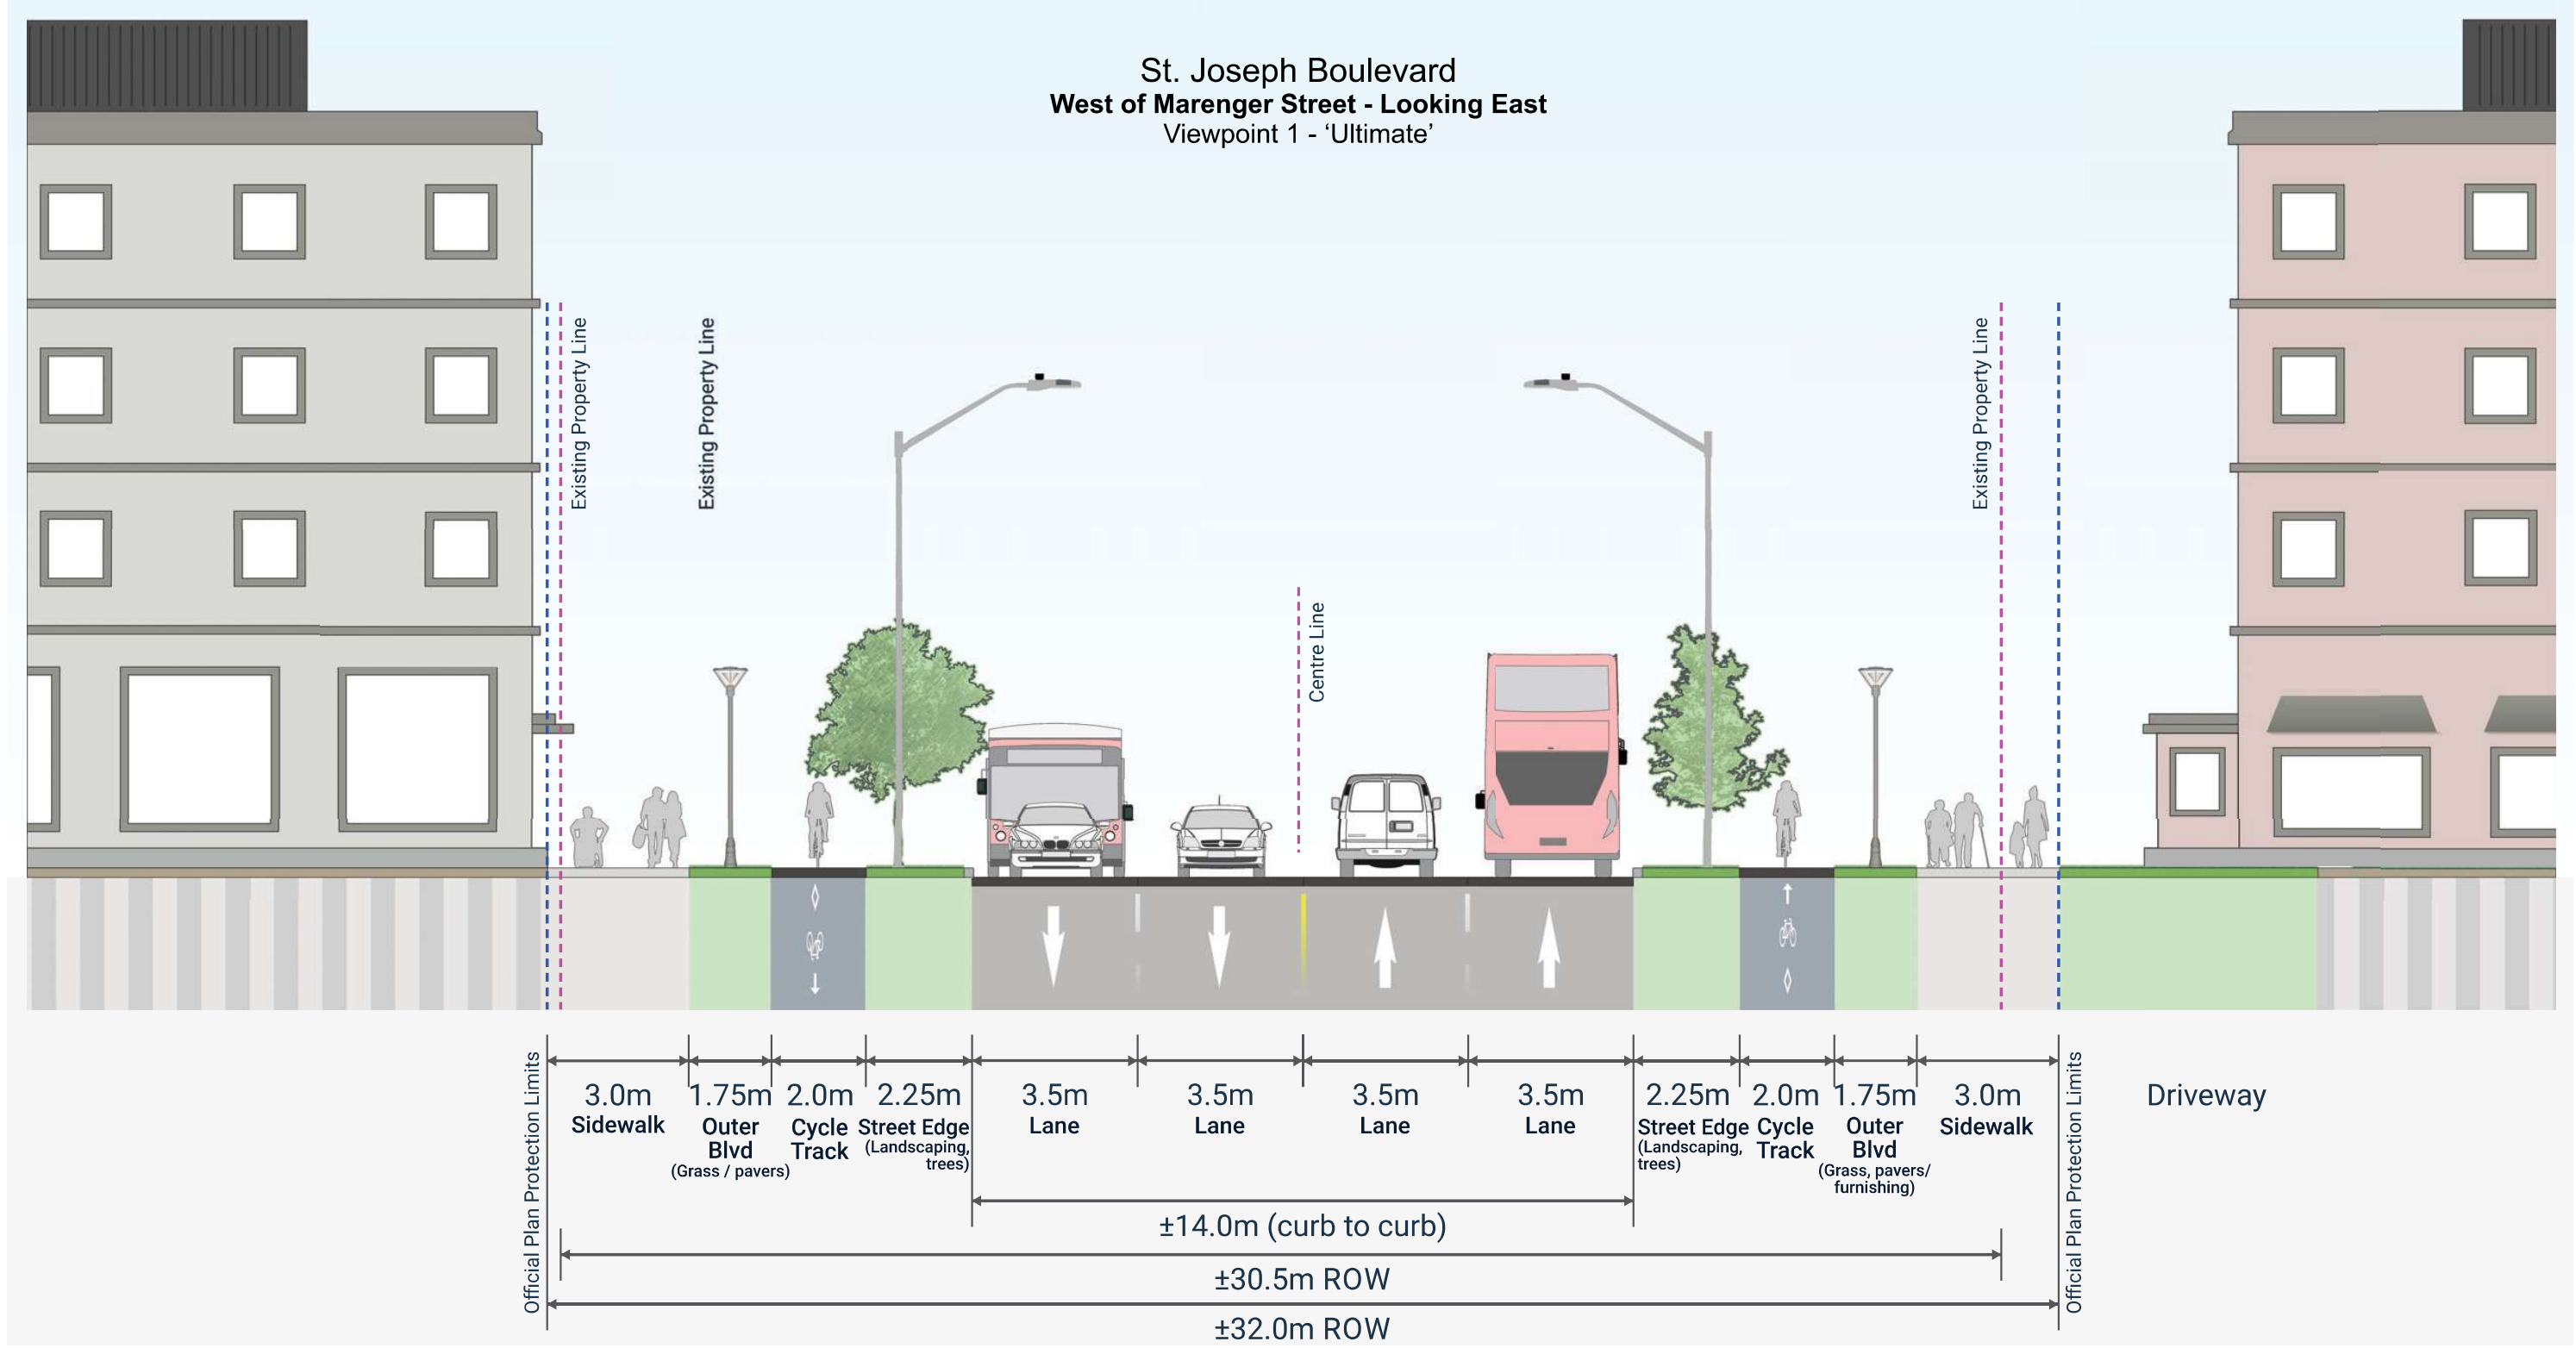 St. Joseph Boulevard
West of Marenger Street - Looking East
Viewpoint 1 - ‘Ultimate’
Existing Property Line
Existing Property Line
Existing Property Line
Centre Line
Official Plan Protection Limits
3.0m
Sidewalk
1.75m
Outer
Blvd
(Grass / pavers)
2.0m
Cycle
Track
2.25m
Street Edge
(Landscaping,
trees)
3.5m
Lane
3.5m
Lane
3.5m
Lane
3.5m
Lane
2.25m
Street Edge
(Landscaping,
trees)
2.0m
Cycle
Track
1.75m
Outer
Blvd
(Grass, pavers/
furnishing)
3.0m
Sidewalk
Official Plan Protection Limits
Driveway
±14.0m (curb to curb)
±30.5m ROW
±32.0m ROW